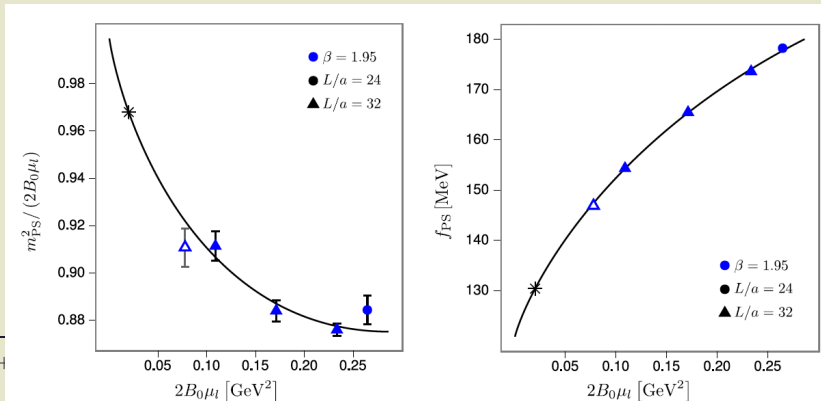 0.98
0.96
0.94
0.92
0.90
0.88
m²_PS/ (2B₀μ_l)
0.05 0.10 0.15 0.20 0.25
2B₀μ_l [GeV²]
β = 1.95
L/a = 24
L/a = 32
180
170
160
150
140
130
f_PS [MeV]
0.05 0.10 0.15 0.20 0.25
2B₀μ_l [GeV²]
β = 1.95
L/a = 24
L/a = 32
+